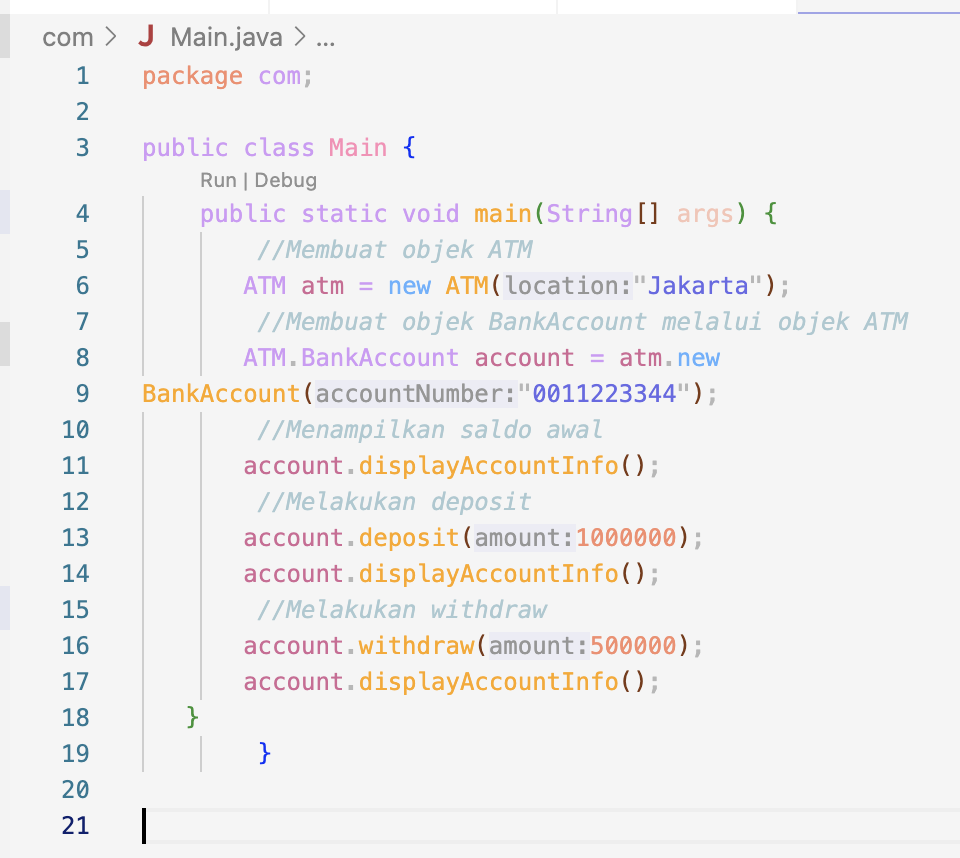 com > J Main.java > ...
1 package com;
2
3 public class Main {
Run | Debug
4 public static void main(String[] args) {
5 //Membuat objek ATM
6 ATM atm = new ATM(location:"Jakarta");
7 //Membuat objek BankAccount melalui objek ATM
8 ATM.BankAccount account = atm.new
9 BankAccount(accountNumber:"0011223344");
10 //Menampilkan saldo awal
11 account.displayAccountInfo();
12 //Melakukan deposit
13 account.deposit(amount:1000000);
14 account.displayAccountInfo();
15 //Melakukan withdraw
16 account.withdraw(amount:500000);
17 account.displayAccountInfo();
18 }
19 }
20
21